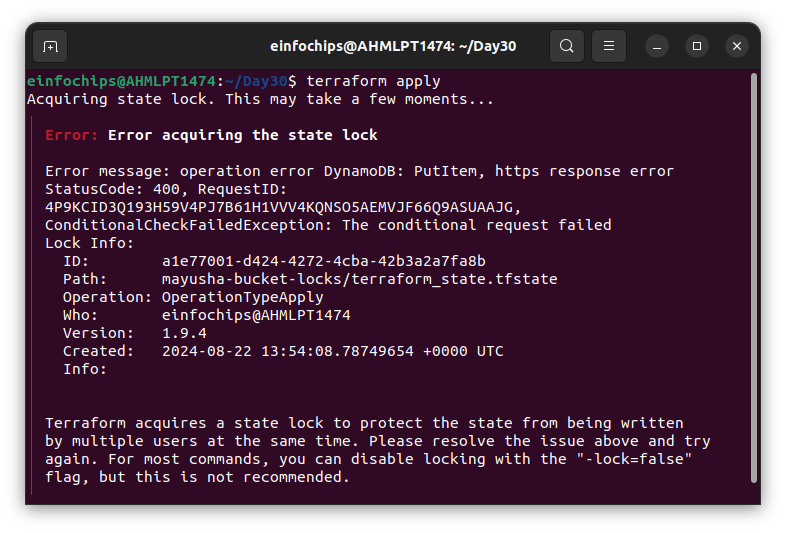 einfochips@AHMLPT1474: ~/Day30
einfochips@AHMLPT1474:~/Day30$ terraform apply
Acquiring state lock. This may take a few moments...
Error: Error acquiring the state lock
Error message: operation error DynamoDB: PutItem, https response error
StatusCode: 400, RequestID:
4P9KCID3Q193H59V4PJ7B61H1VVV4KQNSO5AEMVJF66Q9ASUAAJG,
ConditionalCheckFailedException: The conditional request failed
Lock Info:
ID:        a1e77001-d424-4272-4cba-42b3a2a7fa8b
Path:      mayusha-bucket-locks/terraform_state.tfstate
Operation: OperationTypeApply
Who:       einfochips@AHMLPT1474
Version:   1.9.4
Created:   2024-08-22 13:54:08.78749654 +0000 UTC
Info:
Terraform acquires a state lock to protect the state from being written
by multiple users at the same time. Please resolve the issue above and try
again. For most commands, you can disable locking with the "-lock=false"
flag, but this is not recommended.